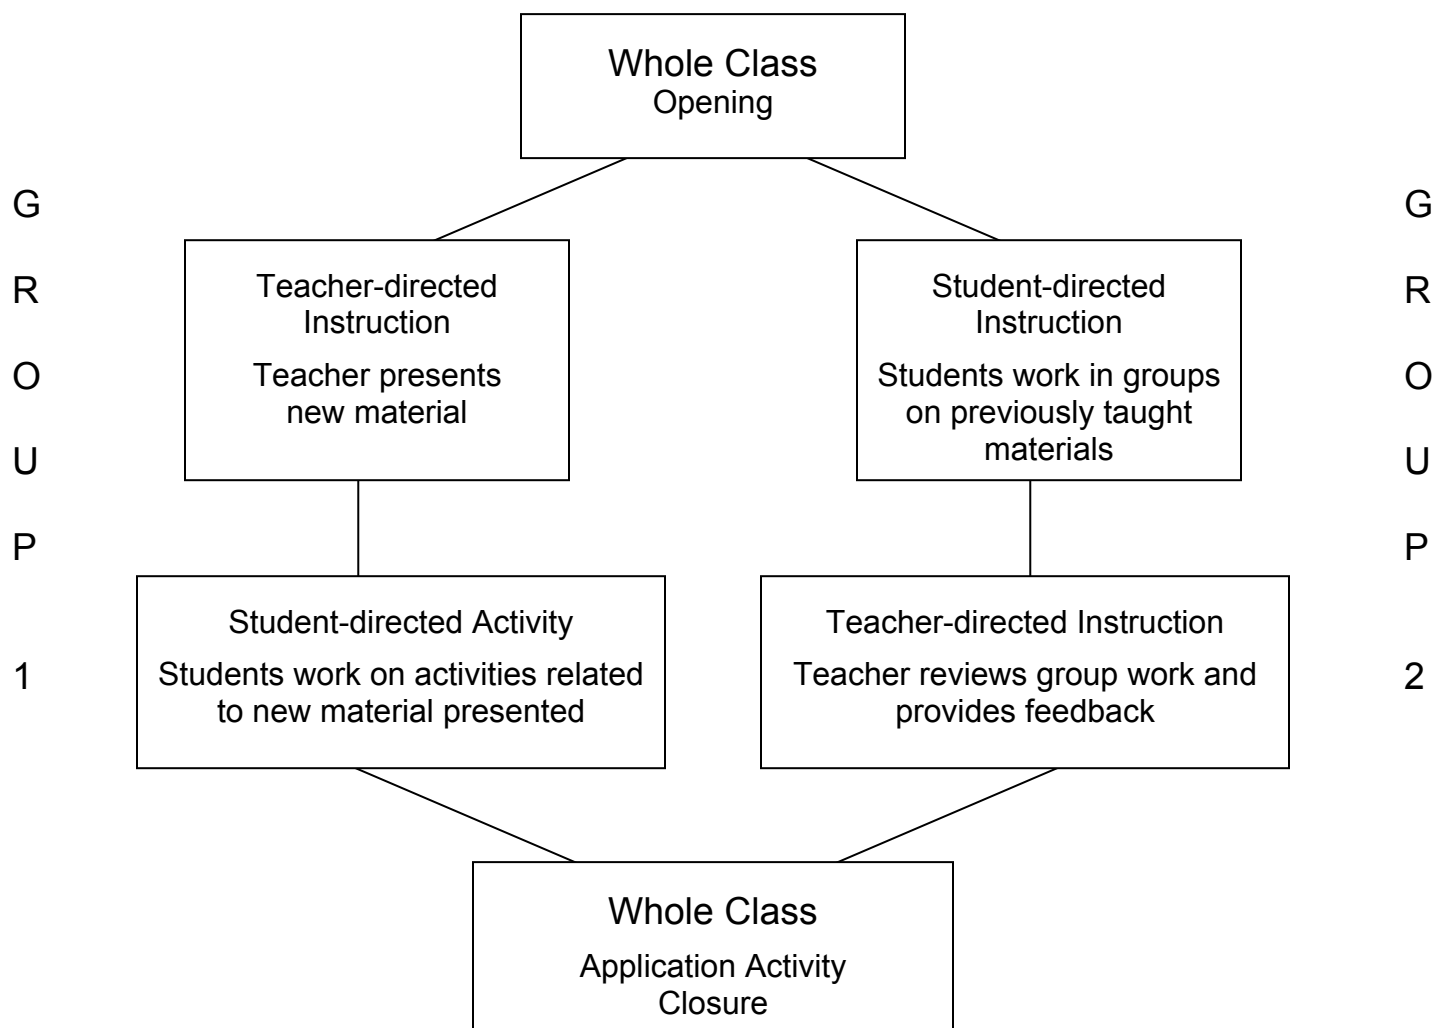 Whole Class
Opening
G
R
O
U
P
1
Teacher-directed
Instruction
Teacher presents
new material
Student-directed
Instruction
Students work in groups
on previously taught
materials
G
R
O
U
P
2
Student-directed Activity
Students work on activities related
to new material presented
Teacher-directed Instruction
Teacher reviews group work and
provides feedback
Whole Class
Application Activity
Closure